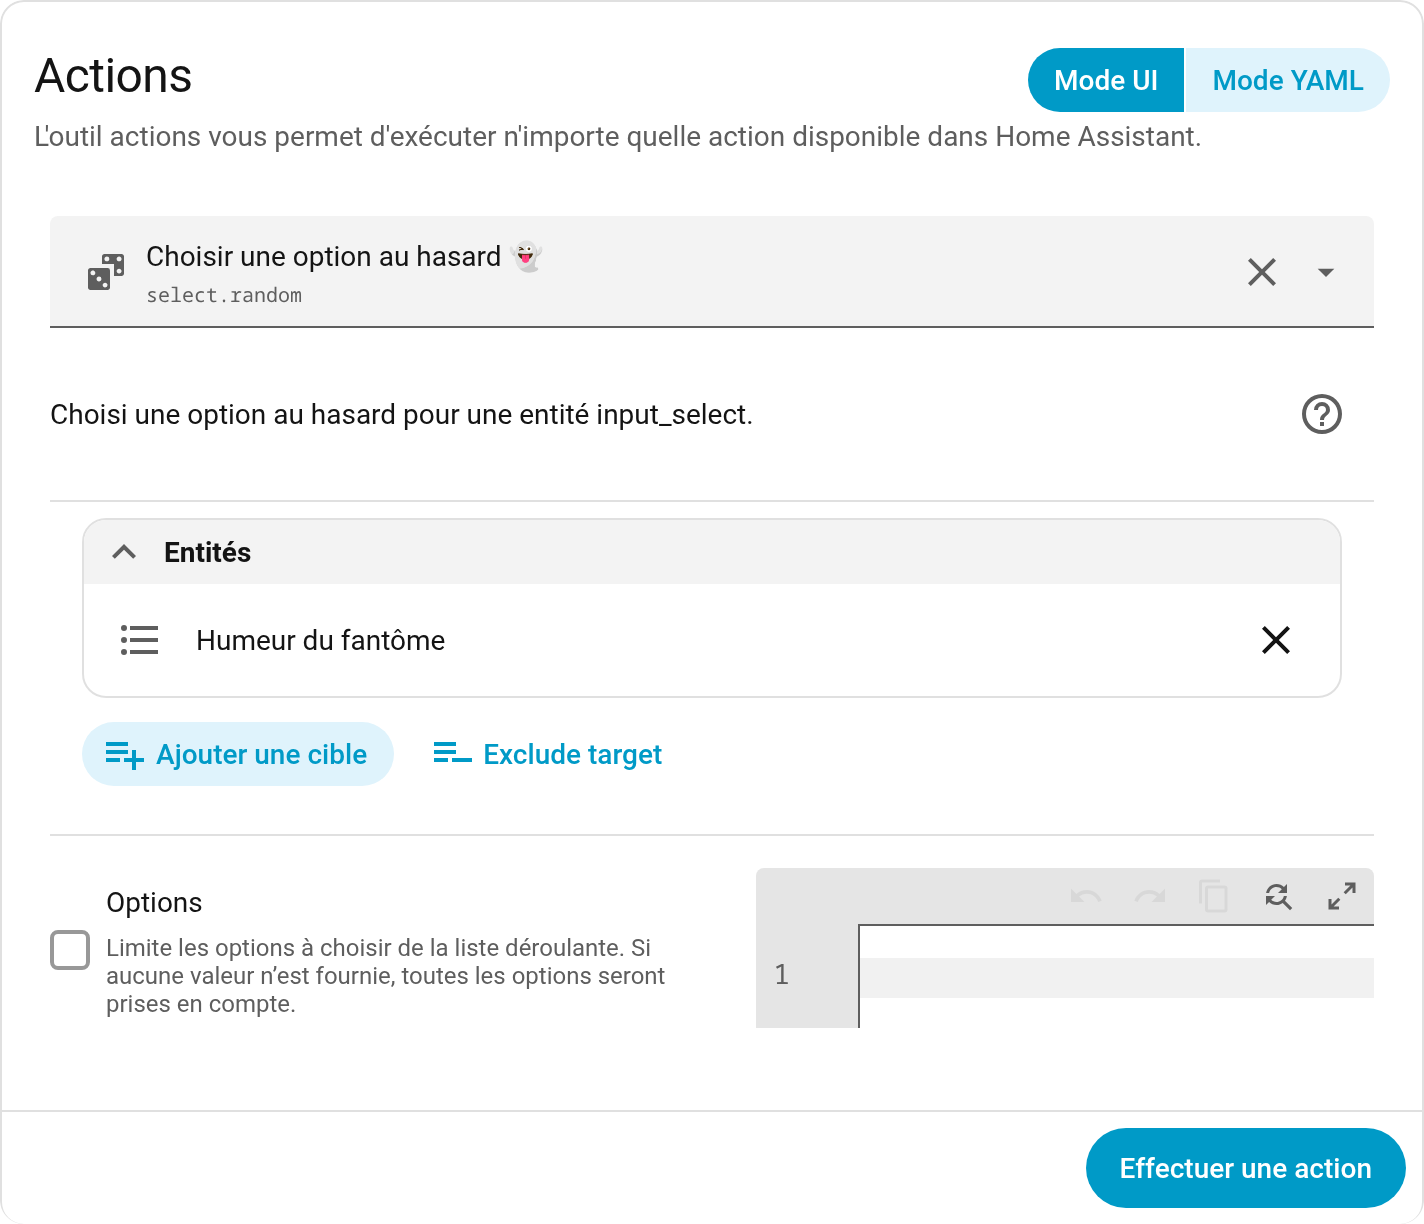 Actions
Mode UI
Mode YAML
L'outil actions vous permet d'exécuter n'importe quelle action disponible dans Home Assistant.
Choisir une option au hasard 👻
select.random
Choisi une option au hasard pour une entité input_select.
Entités
Humeur du fantôme
Ajouter une cible
Exclude target
Options
Limite les options à choisir de la liste déroulante. Si
aucune valeur n’est fournie, toutes les options seront
prises en compte.
1
Effectuer une action